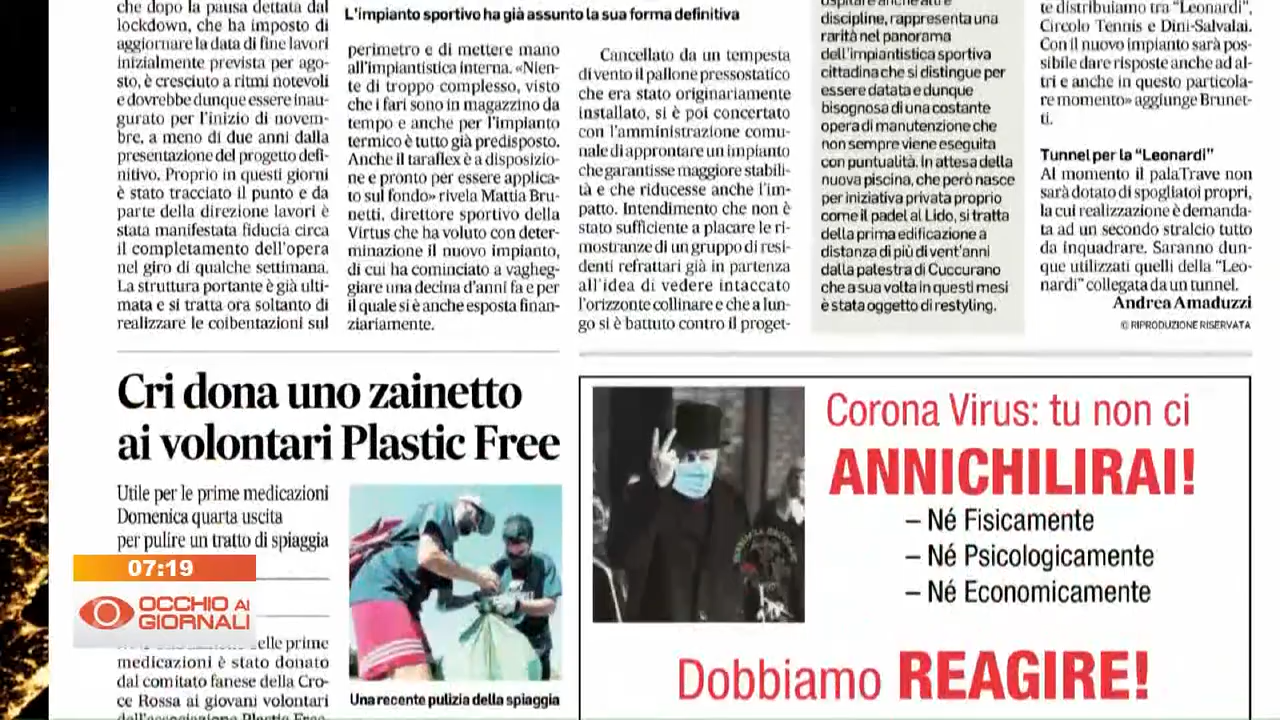 che dopo la pausa dettata dal
lockdown, che ha imposto di
aggiornare la data di fine lavori
inizialmente prevista per ago-
sto, è cresciuto a ritmi notevoli
e dovrebbe dunque essere inau-
gurato per l'inizio di novem-
bre, a meno di due anni dalla
presentazione del progetto defi-
nitivo. Proprio in questi giorni
è stato tracciato il punto e da
parte della direzione lavori è
stata manifestata fiducia circa
il completamento dell'opera
nel giro di qualche settimana.
La struttura portante è già ulti-
mata e si tratta ora soltanto di
realizzare le coibentazioni sul
L'impianto sportivo ha già assunto la sua forma definitiva
perimetro e di mettere mano
all'impiantistica interna. «Nien-
te di troppo complesso, visto
che i fari sono in magazzino da
tempo e anche per l'impianto
termico è tutto già predisposto.
Anche il taraflex è a disposizio-
ne e pronto per essere applica-
to sul fondo» rivela Mattia Bru-
netti, direttore sportivo della
Virtus che ha voluto con deter-
minazione il nuovo impianto,
di cui ha cominciato a vagheg-
giare una decina d'anni fa e per
il quale si è anche esposta finan-
ziariamente.
Cancellato da un tempesta
di vento il pallone pressostatico
che era stato originariamente
installato, si è poi concertato
con l'amministrazione comu-
nale di approntare un impianto
che garantisse maggiore stabili-
tà e che riducesse anche l'im-
patto. Intendimento che non è
stato sufficiente a placare le ri-
mostranze di un gruppo di resi-
denti refrattari già in partenza
all'idea di vedere intaccato
l'orizzonte collinare e che a lun-
go si è battuto contro il proget-
ospitare anche altre
discipline, rappresenta una
rarità nel panorama
dell'impiantistica sportiva
cittadina che si distingue per
essere datata e dunque
bisognosa di una costante
opera di manutenzione che
non sempre viene eseguita
con puntualità. In attesa della
nuova piscina, che però nasce
per iniziativa privata proprio
come il padel al Lido, si tratta
della prima edificazione a
distanza di più di vent'anni
dalla palestra di Cuccurano
che a sua volta in questi mesi
è stata oggetto di restyling.
te distribuiamo tra "Leonardi",
Circolo Tennis e Dini-Salvalai.
Con il nuovo impianto sarà pos-
sibile dare risposte anche ad al-
tri e anche in questo particola-
re momento» aggiunge Brunet-
ti.
Tunnel per la "Leonardi"
Al momento il palaTrave non
sarà dotato di spogliatoi propri,
la cui realizzazione è demanda-
ta ad un secondo stralcio tutto
da inquadrare. Saranno dun-
que utilizzati quelli della "Leo-
nardi" collegata da un tunnel.
Andrea Amaduzzi
© RIPRODUZIONE RISERVATA
Cri dona uno zainetto
ai volontari Plastic Free
Utile per le prime medicazioni
Domenica quarta uscita
per pulire un tratto di spiaggia
07:19
OCCHIO AI
GIORNALI
elle prime
medicazioni è stato donato
dal comitato fanese della Cro-
ce Rossa ai giovani volontari
dell'associazione Plastic Free
Una recente pulizia della spiaggia
Corona Virus: tu non ci
ANNICHILIRAI!
– Né Fisicamente
– Né Psicologicamente
– Né Economicamente
Dobbiamo REAGIRE!